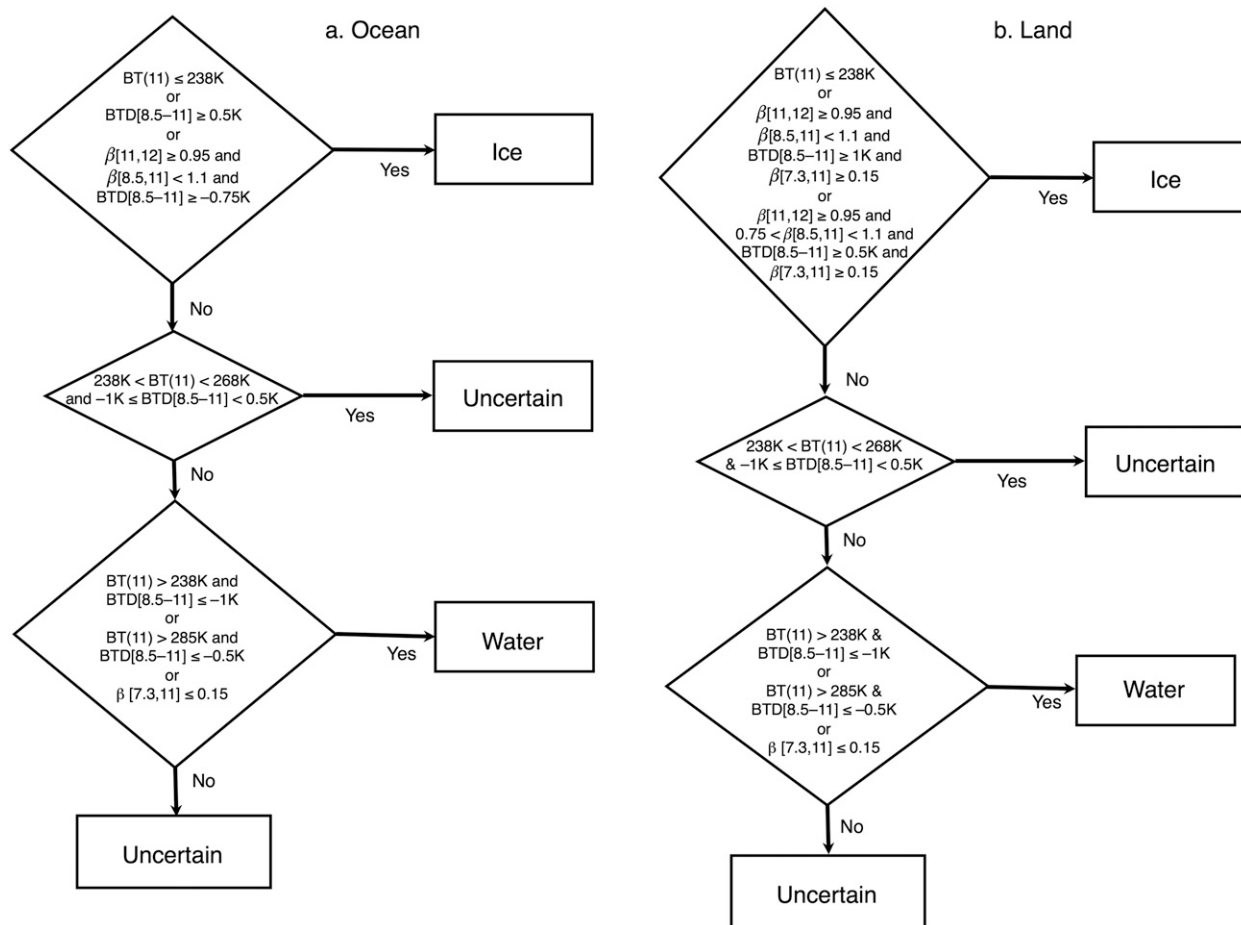 a. Ocean
BT(11) ≤ 238K
or
BTD[8.5–11] ≥ 0.5K
or
β[11,12] ≥ 0.95 and
β[8.5,11] < 1.1 and
BTD[8.5–11] ≥ –0.75K
Yes
Ice
No
238K < BT(11) < 268K
and –1K ≤ BTD[8.5–11] < 0.5K
Yes
Uncertain
No
BT(11) > 238K and
BTD[8.5–11] ≤ –1K
or
BT(11) > 285K and
BTD[8.5–11] ≤ –0.5K
or
β [7.3,11] ≤ 0.15
Yes
Water
No
Uncertain
b. Land
BT(11) ≤ 238K
or
β[11,12] ≥ 0.95 and
β[8.5,11] < 1.1 and
BTD[8.5–11] ≥ 1K and
β[7.3,11] ≥ 0.15
or
β[11,12] ≥ 0.95 and
0.75 < β[8.5,11] < 1.1 and
BTD[8.5–11] ≥ 0.5K and
β[7.3,11] ≥ 0.15
Yes
Ice
No
238K < BT(11) < 268K
& –1K ≤ BTD[8.5–11] < 0.5K
Yes
Uncertain
No
BT(11) > 238K &
BTD[8.5–11] ≤ –1K
or
BT(11) > 285K &
BTD[8.5–11] ≤ –0.5K
or
β [7.3,11] ≤ 0.15
Yes
Water
No
Uncertain